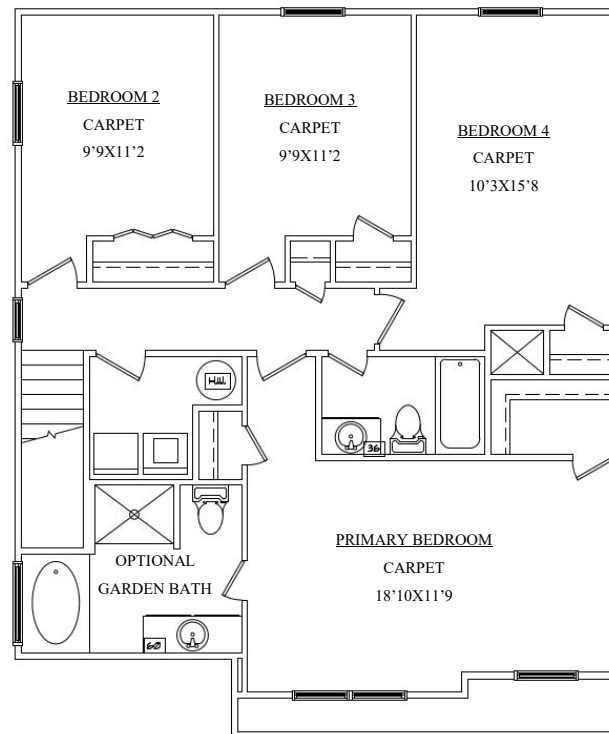 BEDROOM 2
CARPET
9'9X11'2
BEDROOM 3
CARPET
9'9X11'2
BEDROOM 4
CARPET
10'3X15'8
H.W.
36
PRIMARY BEDROOM
CARPET
18'10X11'9
OPTIONAL
GARDEN BATH
60